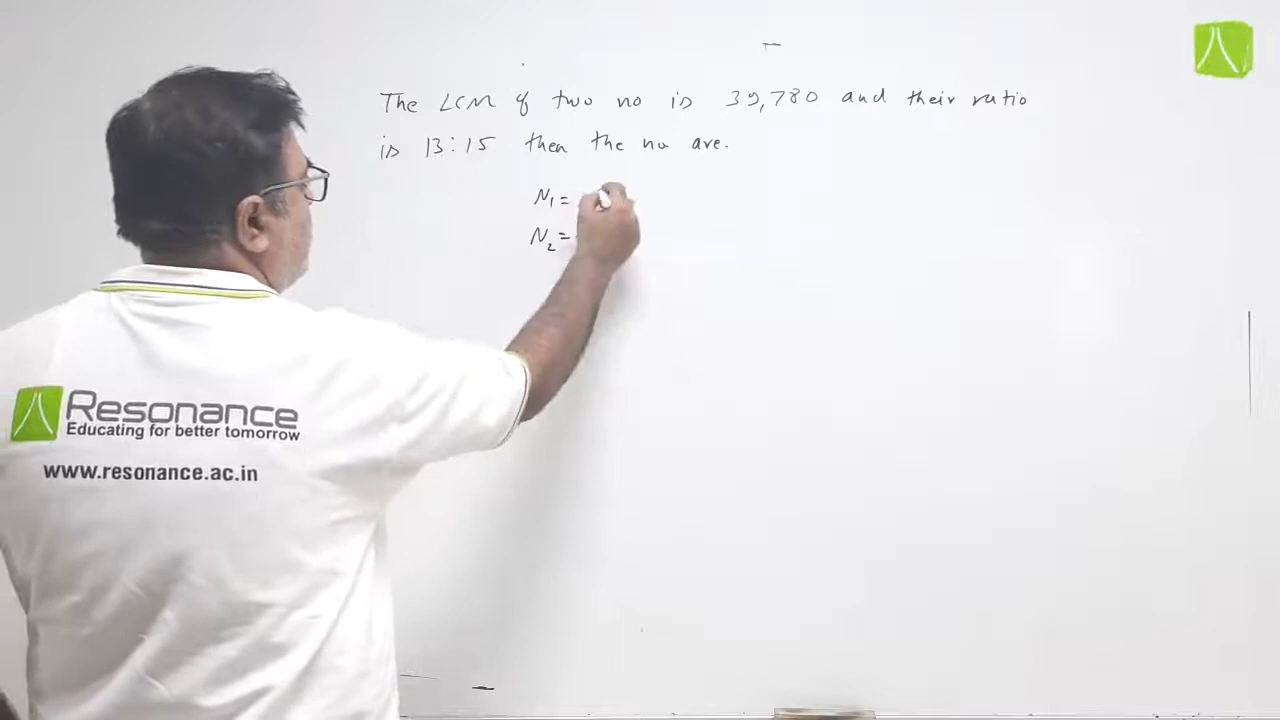 The LCM of two no is 39,780 and their ratio
is 13:15 then the no are.
N1 =
N2 =
Resonance
Educating for better tomorrow
www.resonance.ac.in